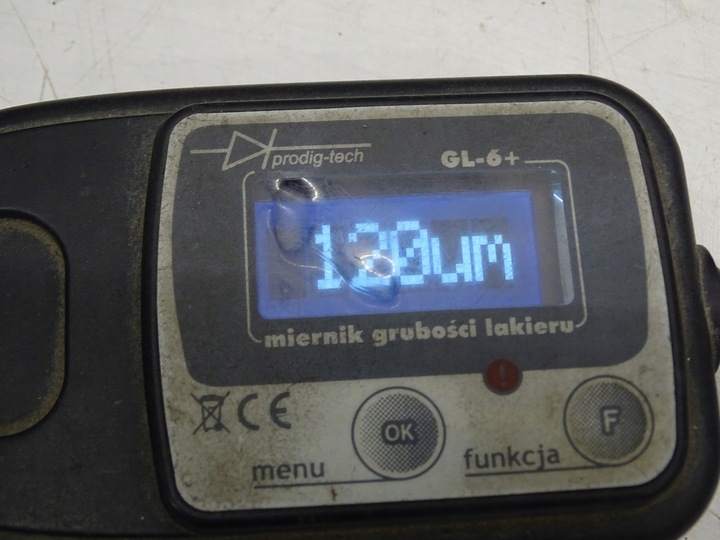 prodig-tech
GL-6+
120um
miernik grubości lakieru
CE
OK
F
menu
funkcja